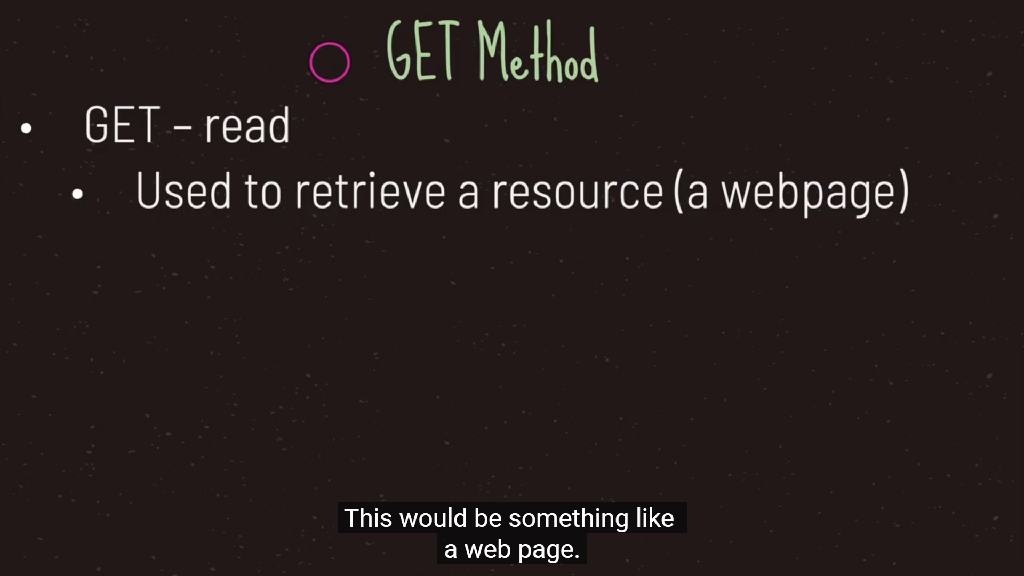 GET Method
• GET – read
• Used to retrieve a resource (a webpage)
This would be something like
a web page.